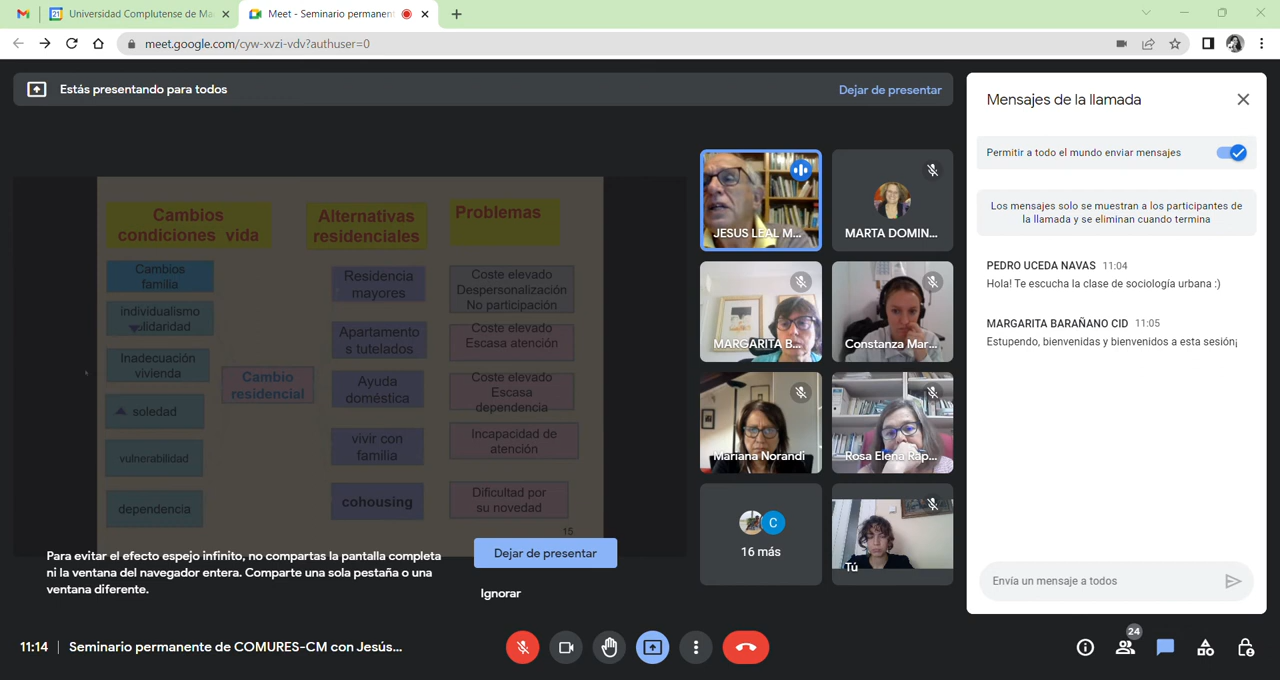 Universidad Complutense de Ma
Meet - Seminario permanent
meet.google.com/cyw-xvzi-vdv?authuser=0
Estás presentando para todos
Dejar de presentar
Cambios
condiciones vida
Alternativas
residenciales
Problemas
Cambios
familia
individualismo
solidaridad
Inadecuación
vivienda
soledad
vulnerabilidad
dependencia
Cambio
residencial
Residencia
mayores
Apartamento
s tutelados
Ayuda
doméstica
vivir con
familia
cohousing
Coste elevado
Despersonalización
No participación
Coste elevado
Escasa atención
Coste elevado
Escasa
dependencia
Incapacidad de
atención
Dificultad por
su novedad
15
Para evitar el efecto espejo infinito, no compartas la pantalla completa
ni la ventana del navegador entera. Comparte una sola pestaña o una
ventana diferente.
Dejar de presentar
Ignorar
JESUS LEAL M...
MARTA DOMIN...
MARGARITA B...
Constanza Mar...
Mariana Norandi
Rosa Elena Rap...
C
16 más
Tú
Mensajes de la llamada
Permitir a todo el mundo enviar mensajes
Los mensajes solo se muestran a los participantes de
la llamada y se eliminan cuando termina
PEDRO UCEDA NAVAS 11:04
Hola! Te escucha la clase de sociología urbana :)
MARGARITA BARAÑANO CID 11:05
Estupendo, bienvenidas y bienvenidos a esta sesión¡
Envía un mensaje a todos
11:14 | Seminario permanente de COMURES-CM con Jesús...
24